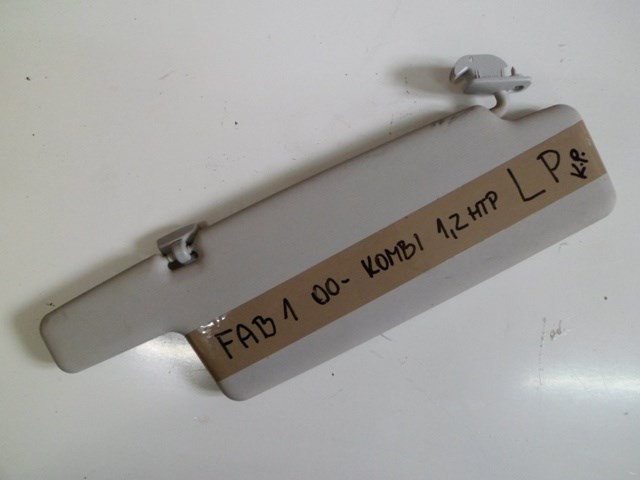 FAB 1 00- KOMBI 1,2 HTP LP
K.P.